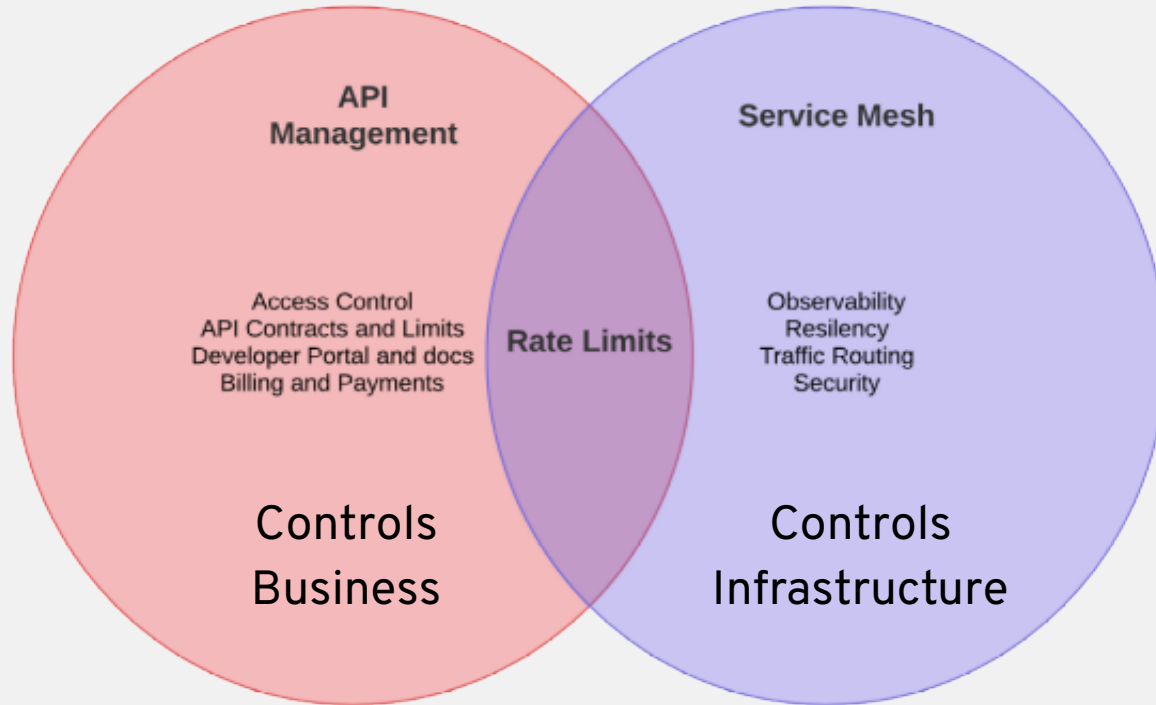 API
Management
Access Control
API Contracts and Limits
Developer Portal and docs
Billing and Payments
Controls
Business
Rate Limits
Service Mesh
Observability
Resilency
Traffic Routing
Security
Controls
Infrastructure